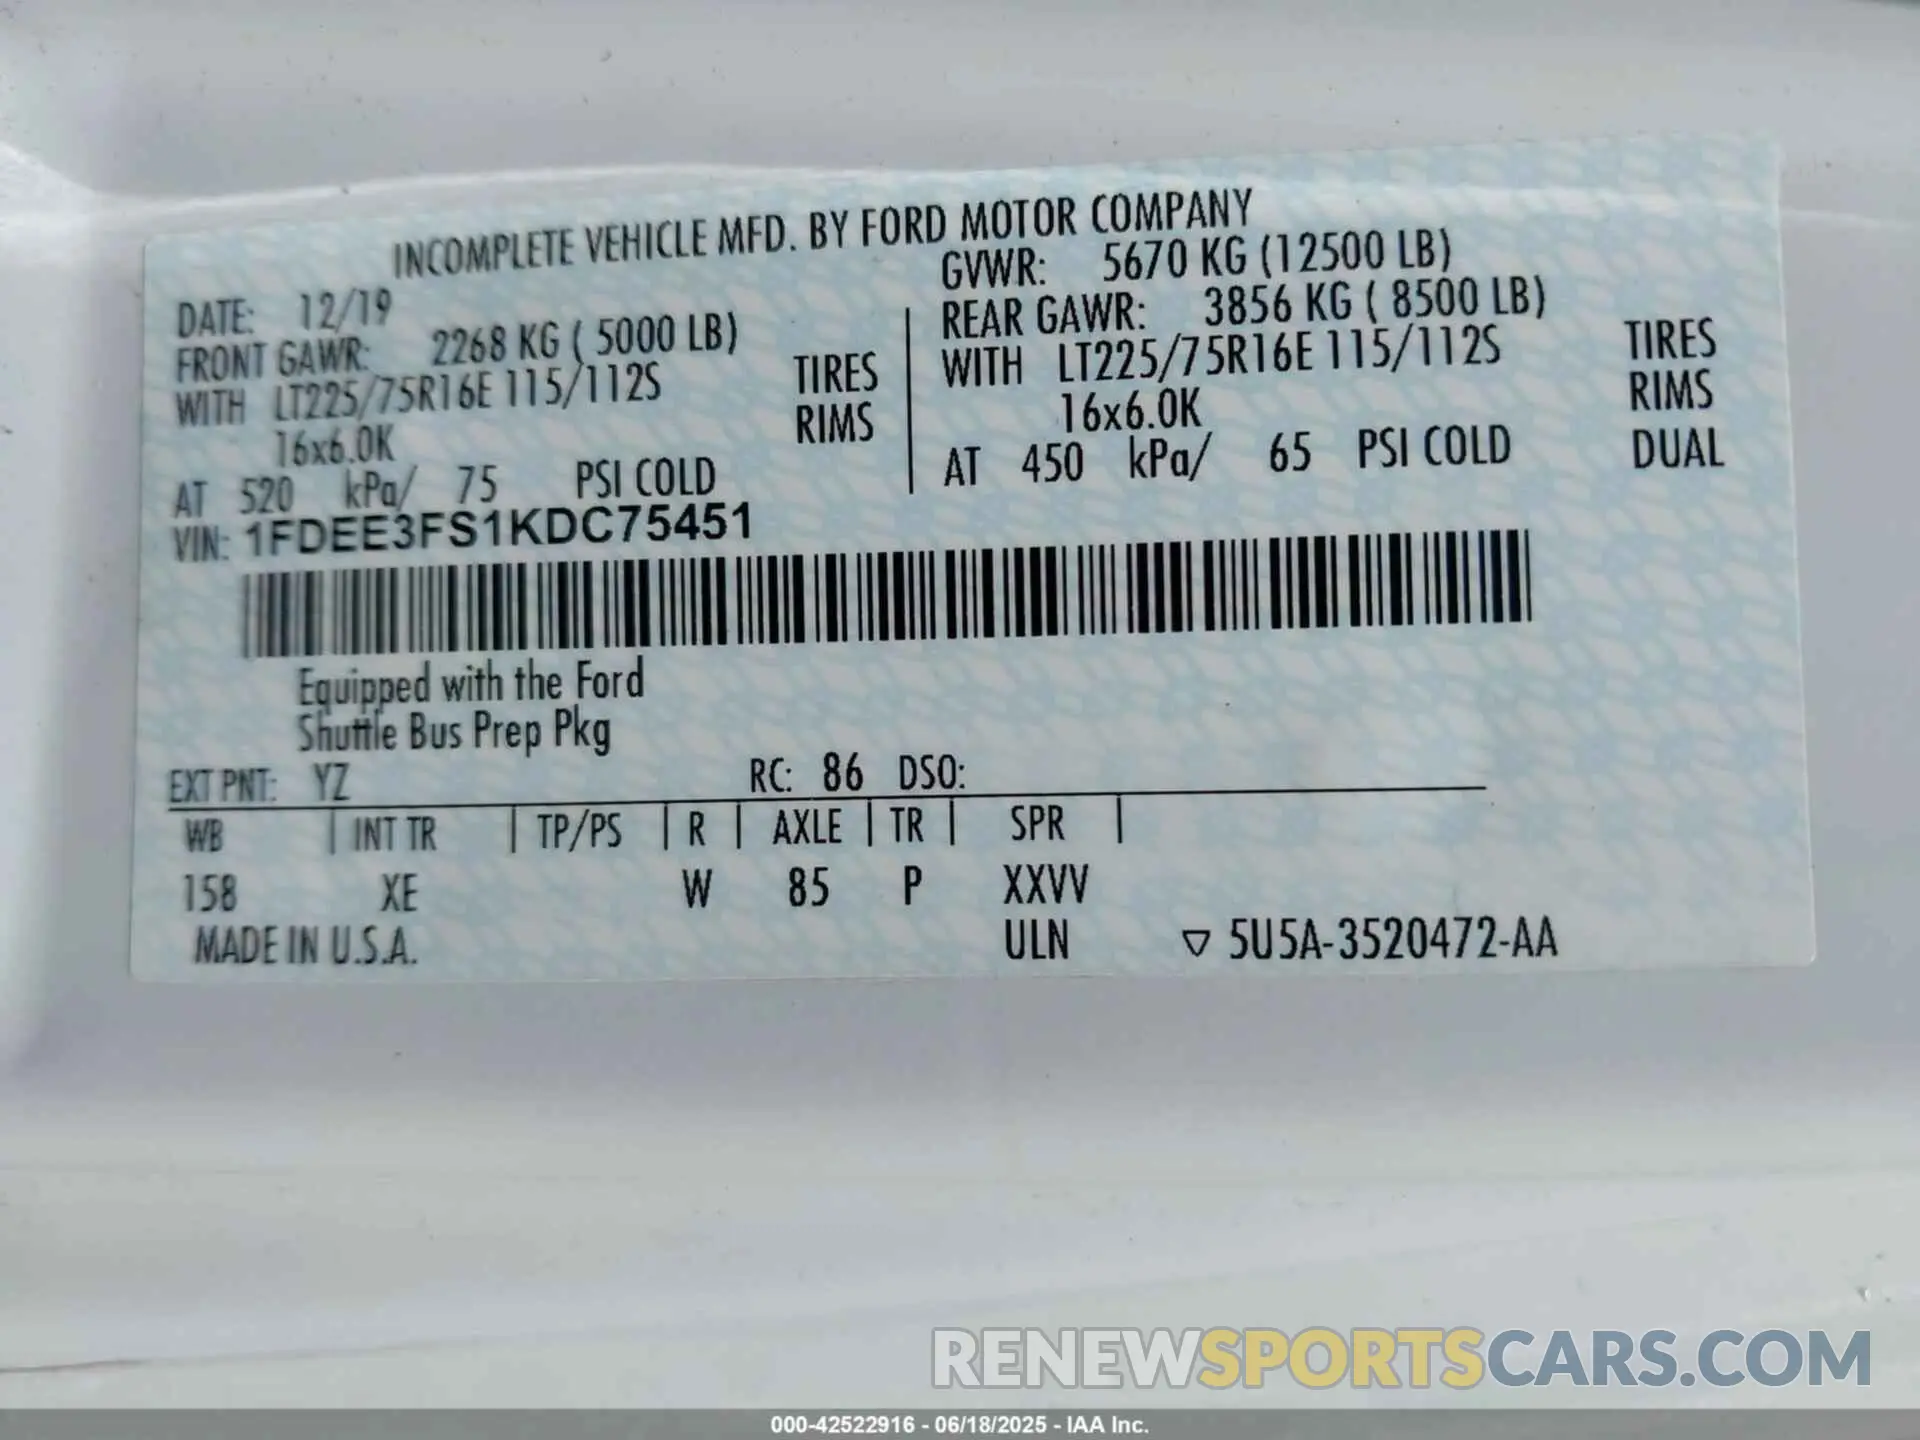 INCOMPLETE VEHICLE MFD. BY FORD MOTOR COMPANY
DATE: 12/19
GVWR: 5670 KG (12500 LB)
FRONT GAWR: 2268 KG ( 5000 LB)
REAR GAWR: 3856 KG ( 8500 LB)
WITH LT225/75R16E 115/112S TIRES
WITH LT225/75R16E 115/112S TIRES
16x6.0K RIMS
16x6.0K RIMS
AT 520 kPa/ 75 PSI COLD
AT 450 kPa/ 65 PSI COLD DUAL
VIN: 1FDEE3FS1KDC75451
Equipped with the Ford
Shuttle Bus Prep Pkg
EXT PNT: YZ RC: 86 DSO:
WB | INT TR | TP/PS | R | AXLE | TR | SPR |
158 XE W 85 P XXVV
MADE IN U.S.A. ULN ▽ 5U5A-3520472-AA
RENEWSPORTSCARS.COM
000-42522916 - 06/18/2025 - IAA Inc.